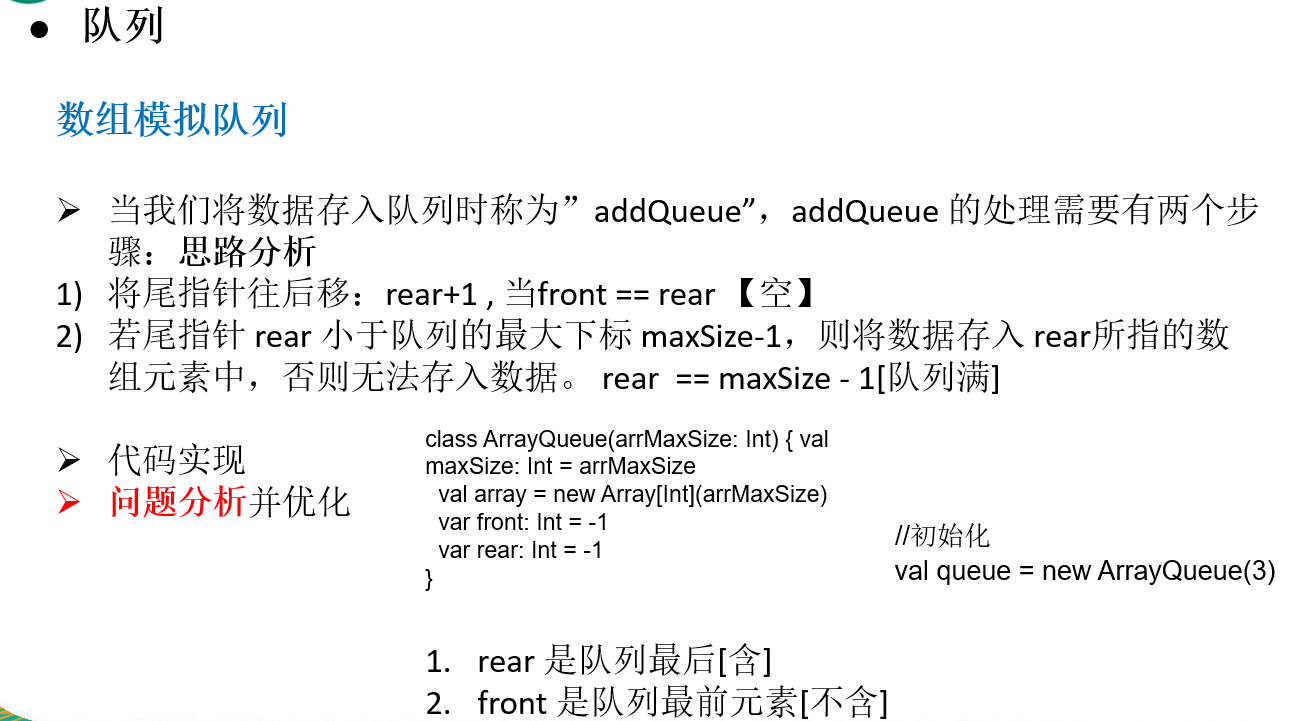 ● 队列
数组模拟队列
➢ 当我们将数据存入队列时称为”addQueue”，addQueue 的处理需要有两个步
骤：思路分析
1) 将尾指针往后移：rear+1 , 当front == rear 【空】
2) 若尾指针 rear 小于队列的最大下标 maxSize-1，则将数据存入 rear所指的数
组元素中，否则无法存入数据。 rear == maxSize - 1[队列满]
➢ 代码实现
➢ 问题分析并优化
class ArrayQueue(arrMaxSize: Int) { val
maxSize: Int = arrMaxSize
val array = new Array[Int](arrMaxSize)
var front: Int = -1
var rear: Int = -1
}
//初始化
val queue = new ArrayQueue(3)
1. rear 是队列最后[含]
2. front 是队列最前元素[不含]